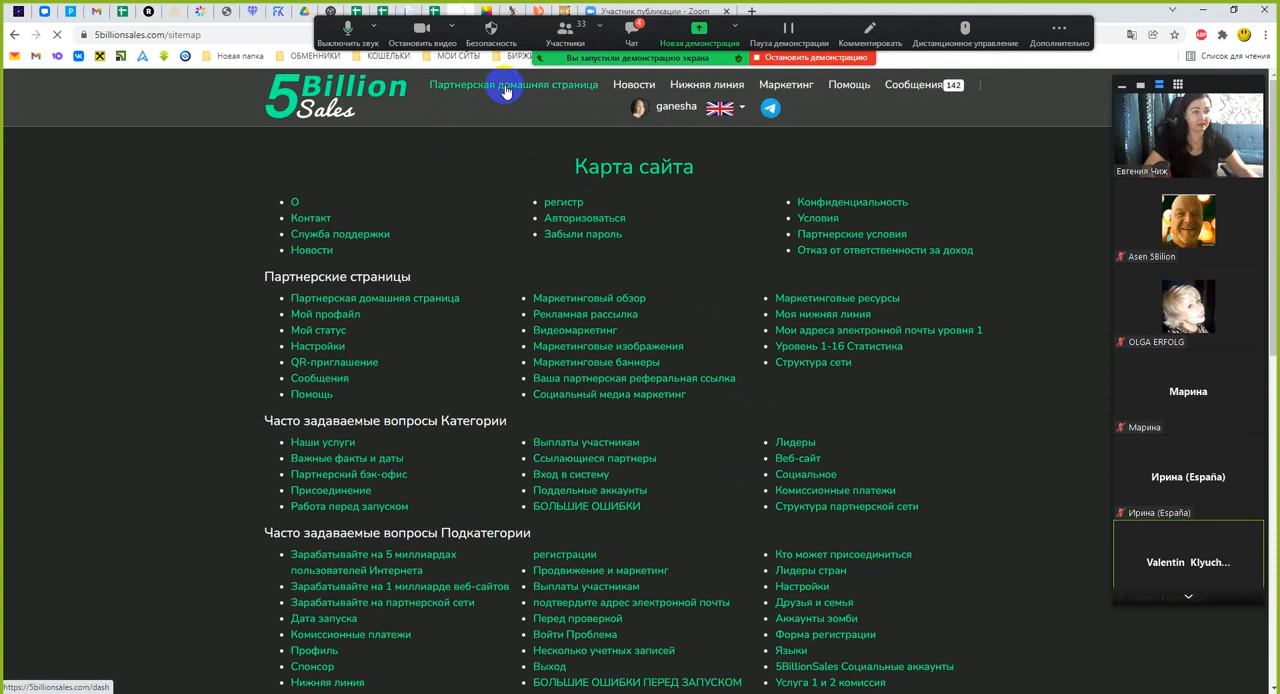 Участник публикации - Zoom
5billionsales.com/sitemap
Выключить звук
Остановить видео
Безопасность
33
Участники
4
Чат
Новая демонстрация
Пауза демонстрации
Комментировать
Дистанционное управление
Дополнительно
Вы запустили демонстрацию экрана
Остановить демонстрацию
Новая папка
ОБМЕННИКИ
КОШЕЛЬКИ
МОИ СЙТЫ
БИРЖИ
Список для чтения
5Billion
Sales
Партнерская домашняя страница
Новости
Нижняя линия
Маркетинг
Помощь
Сообщения 142
ganesha
Карта сайта
О
Контакт
Служба поддержки
Новости
регистр
Авторизоваться
Забыли пароль
Конфиденциальность
Условия
Партнерские условия
Отказ от ответственности за доход
Партнерские страницы
Партнерская домашняя страница
Мой профайл
Мой статус
Настройки
QR-приглашение
Сообщения
Помощь
Маркетинговый обзор
Рекламная рассылка
Видеомаркетинг
Маркетинговые изображения
Маркетинговые баннеры
Ваша партнерская реферальная ссылка
Социальный медиа маркетинг
Маркетинговые ресурсы
Моя нижняя линия
Мои адреса электронной почты уровня 1
Уровень 1-16 Статистика
Структура сети
Часто задаваемые вопросы Категории
Наши услуги
Важные факты и даты
Партнерский бэк-офис
Присоединение
Работа перед запуском
Выплаты участникам
Ссылающиеся партнеры
Вход в систему
Поддельные аккаунты
БОЛЬШИЕ ОШИБКИ
Лидеры
Веб-сайт
Социальное
Комиссионные платежи
Структура партнерской сети
Часто задаваемые вопросы Подкатегории
Зарабатывайте на 5 миллиардах
пользователей Интернета
Зарабатывайте на 1 миллиарде веб-сайтов
Зарабатывайте на партнерской сети
Дата запуска
Комиссионные платежи
Профиль
Спонсор
Нижняя линия
регистрации
Продвижение и маркетинг
Выплаты участникам
подтвердите адрес электронной почты
Перед проверкой
Войти Проблема
Несколько учетных записей
Выход
БОЛЬШИЕ ОШИБКИ ПЕРЕД ЗАПУСКОМ
Кто может присоединиться
Лидеры стран
Настройки
Друзья и семья
Аккаунты зомби
Форма регистрации
Языки
5BillionSales Социальные аккаунты
Услуга 1 и 2 комиссия
Евгения Чиж
Asen 5Bilion
OLGA ERFOLG
Марина
Марина
Ирина (España)
Ирина (España)
Valentin Klyuch...
https://5billionsales.com/dash